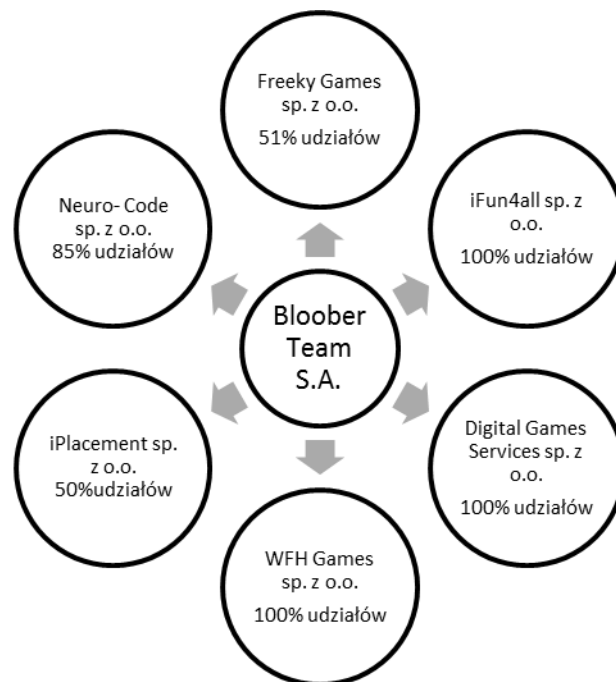 Freeky Games
sp. z o.o.
51% udziałów
iFun4all sp. z
o.o.
100% udziałów
Digital Games
Services sp. z
o.o.
100% udziałów
WFH Games
sp. z o.o.
100% udziałów
iPlacement sp.
z o.o.
50%udziałów
Neuro- Code
sp. z o.o.
85% udziałów
Bloober
Team
S.A.